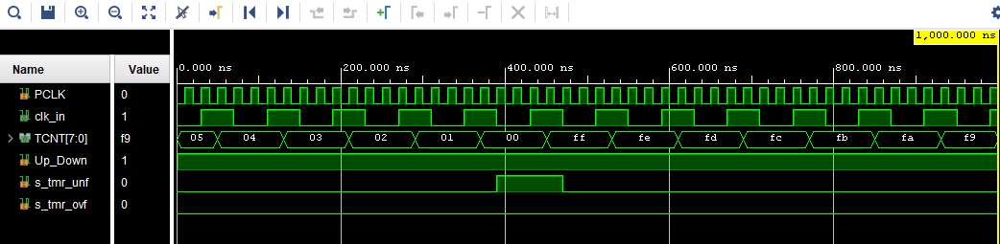 1,000.000 ns
Name Value
0.000 ns 200.000 ns 400.000 ns 600.000 ns 800.000 ns
PCLK 0
clk_in 1
TCNT[7:0] f9 05 04 03 02 01 00 ff fe fd fc fb fa f9
Up_Down 1
s_tmr_unf 0
s_tmr_ovf 0